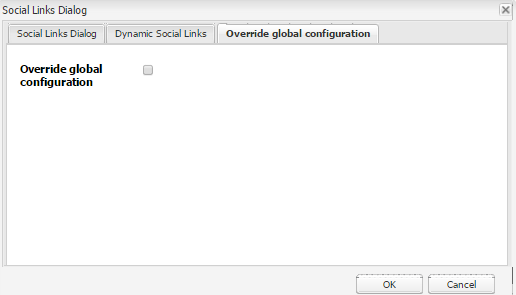 Social Links Dialog
Social Links Dialog Dynamic Social Links Override global configuration
Override global
configuration
OK Cancel